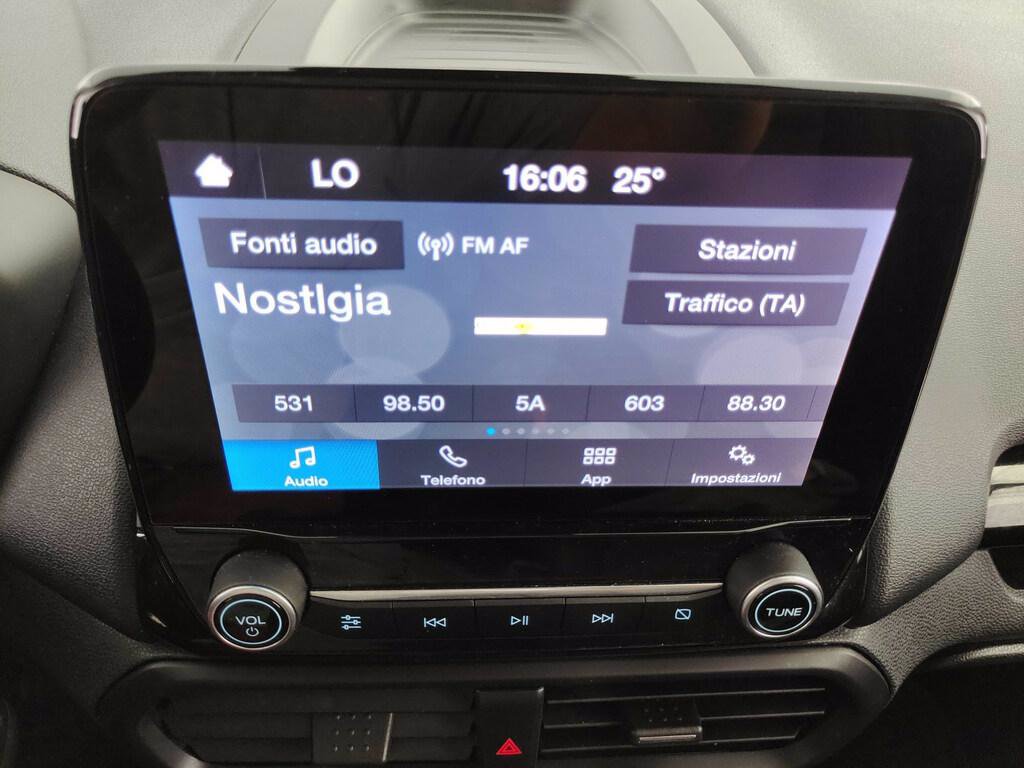 LO 16:06 25°
Fonti audio FM AF Stazioni
Nostlgia Traffico (TA)
531 98.50 5A 603 88.30
Audio Telefono App Impostazioni
VOL TUNE